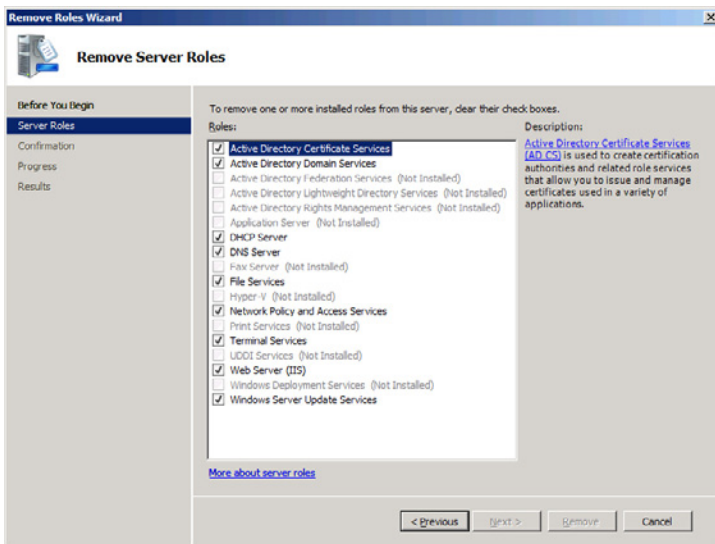 Remove Roles Wizard
Remove Server Roles
Before You Begin
Server Roles
Confirmation
Progress
Results
To remove one or more installed roles from this server, clear their check boxes.
Roles:
Active Directory Certificate Services
Active Directory Domain Services
Active Directory Federation Services (Not Installed)
Active Directory Lightweight Directory Services (Not Installed)
Active Directory Rights Management Services (Not Installed)
Application Server (Not Installed)
DHCP Server
DNS Server
Fax Server (Not Installed)
File Services
Hyper-V (Not Installed)
Network Policy and Access Services
Print Services (Not Installed)
Terminal Services
UDDI Services (Not Installed)
Web Server (IIS)
Windows Deployment Services (Not Installed)
Windows Server Update Services
More about server roles
Description:
Active Directory Certificate Services
(AD CS) is used to create certification
authorities and related role services
that allow you to issue and manage
certificates used in a variety of
applications.
< Previous
Next >
Remove
Cancel